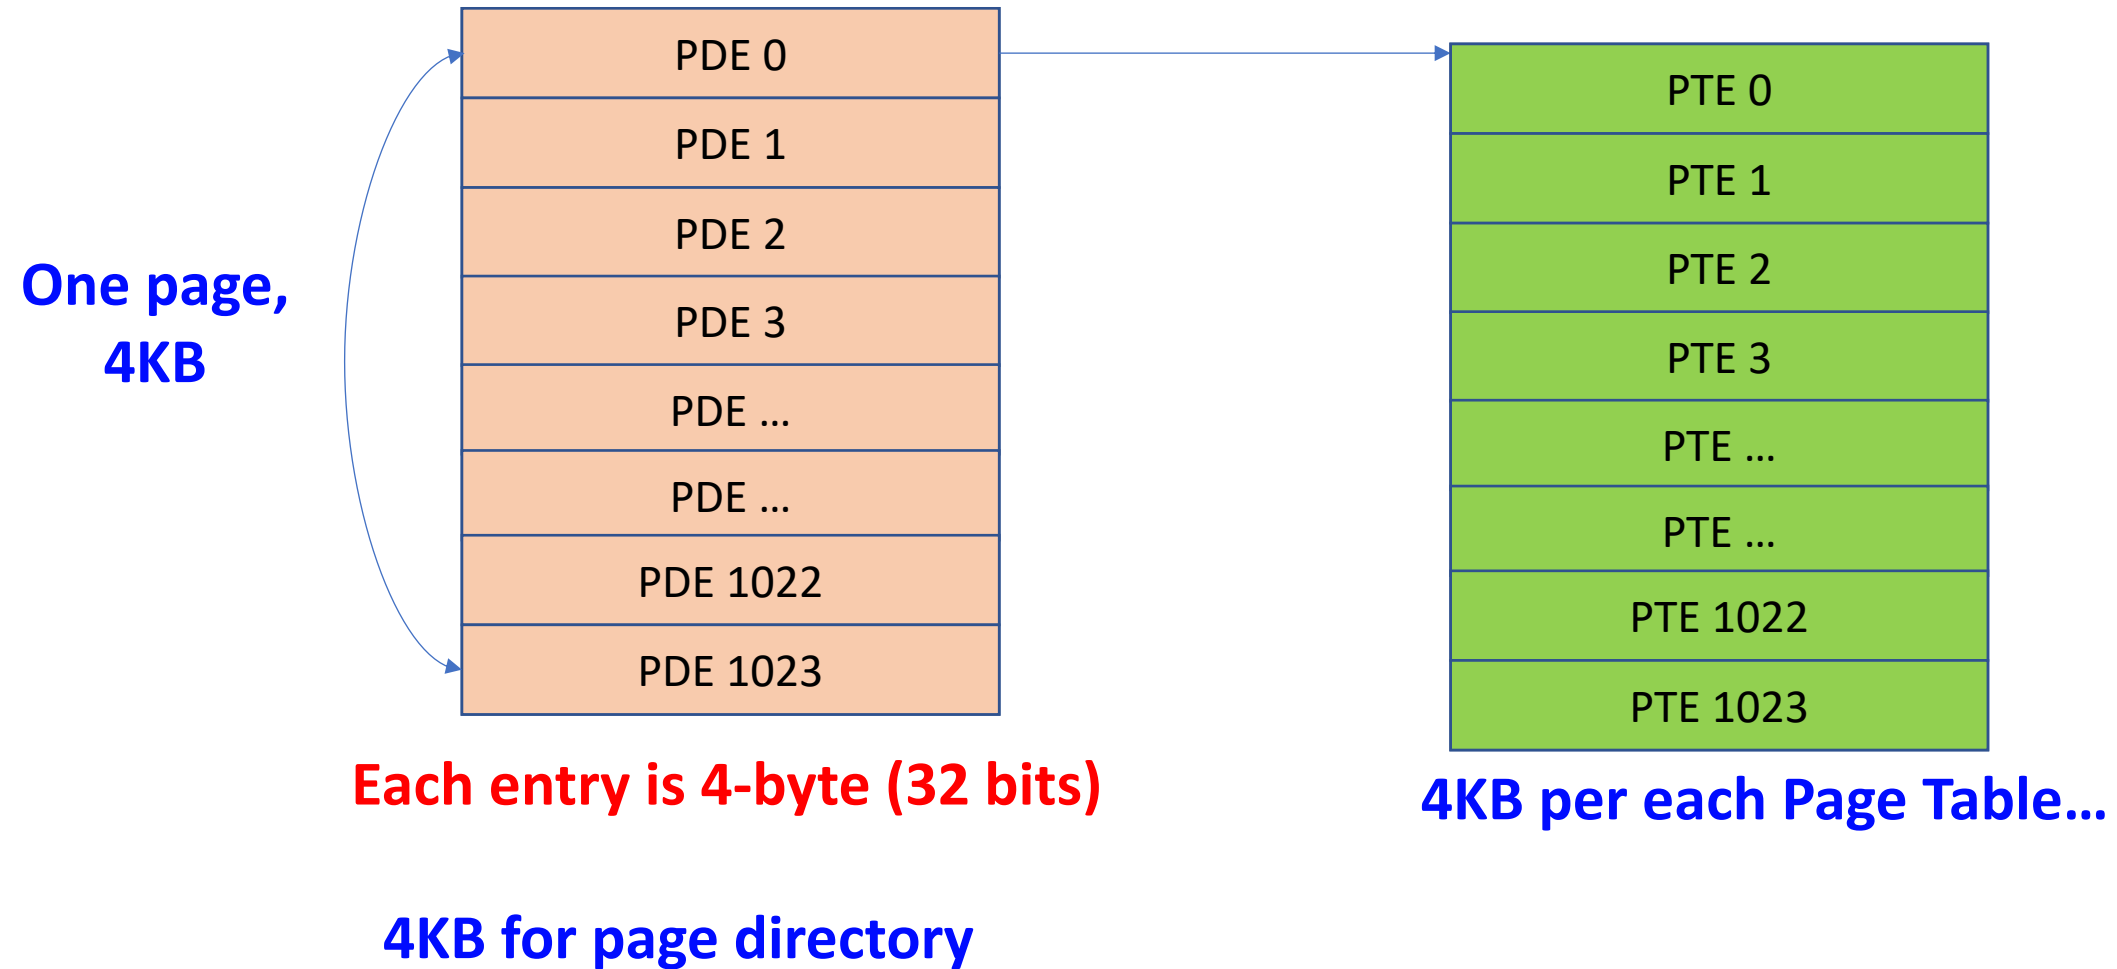 PDE 0
PDE 1
PDE 2
PDE 3
PDE ...
PDE ...
PDE 1022
PDE 1023
One page,
4KB
Each entry is 4-byte (32 bits)
4KB for page directory
PTE 0
PTE 1
PTE 2
PTE 3
PTE ...
PTE ...
PTE 1022
PTE 1023
4KB per each Page Table...